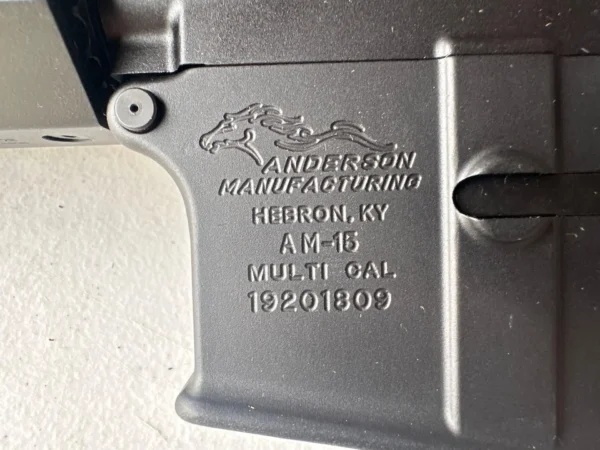 ANDERSON
MANUFACTURING
HEBRON, KY
AM-15
MULTI CAL
19201809